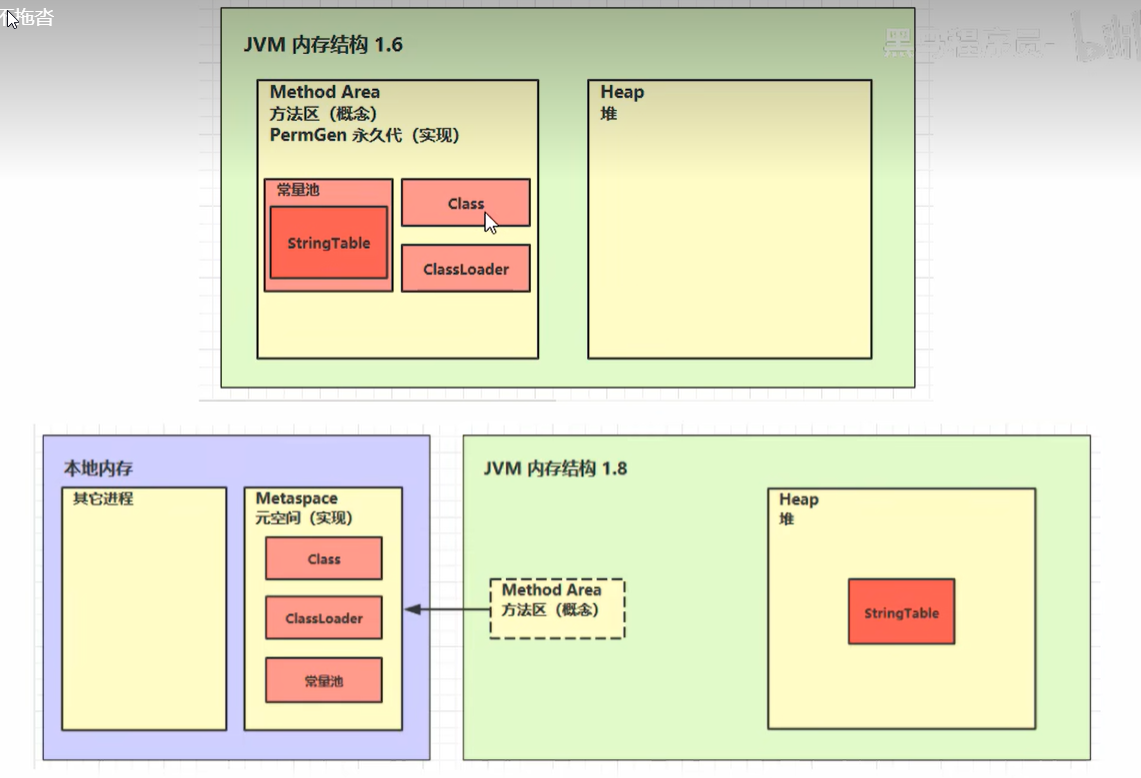 不拖沓
JVM 内存结构 1.6
Method Area
方法区（概念）
PermGen 永久代（实现）
常量池
StringTable
Class
ClassLoader
Heap
堆
本地内存
其它进程
Metaspace
元空间（实现）
Class
ClassLoader
常量池
JVM 内存结构 1.8
Method Area
方法区（概念）
Heap
堆
StringTable